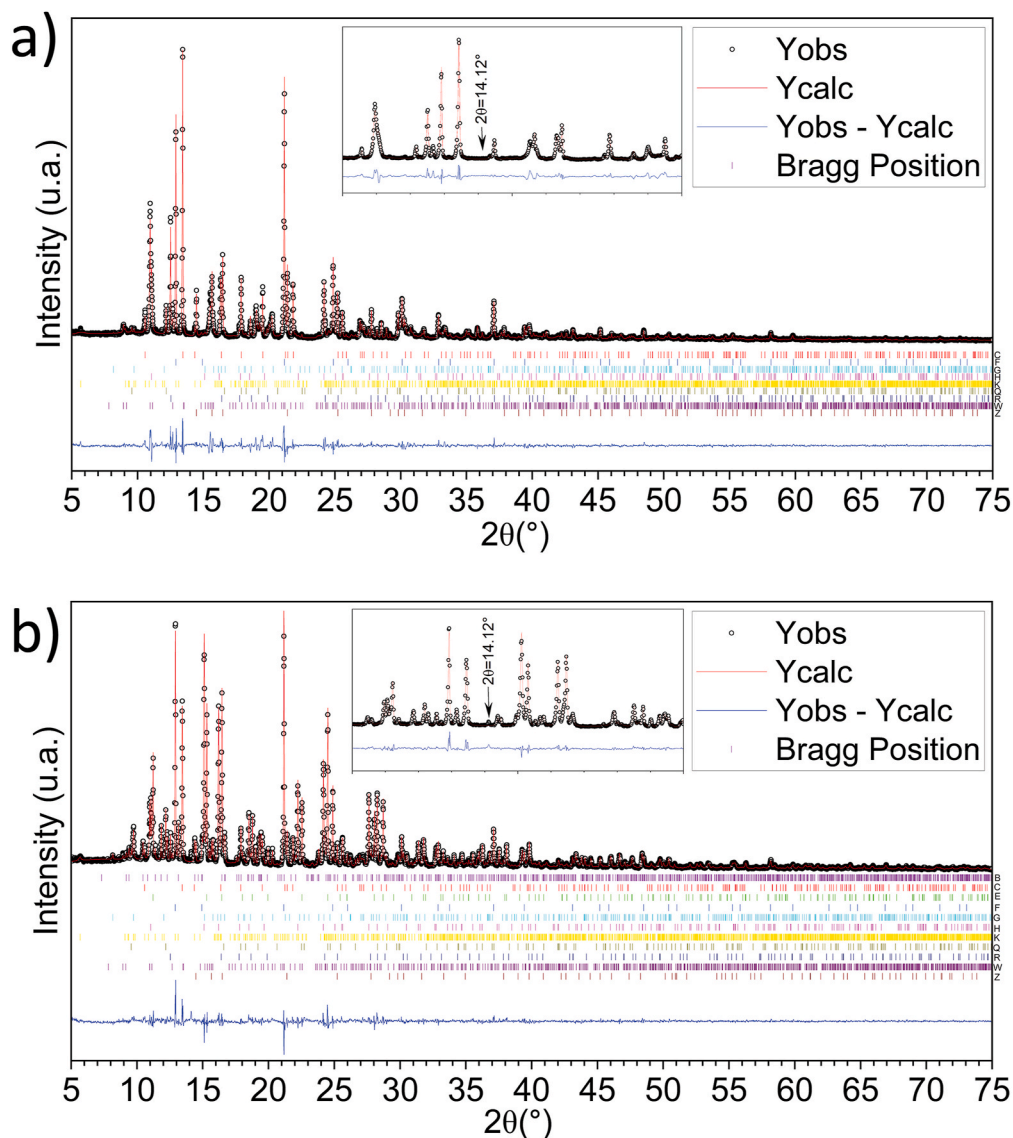 a)
Intensity (u.a.)
2θ=14.12°
Yobs
Ycalc
Yobs - Ycalc
Bragg Position
C
F
G
H
K
Q
R
W
Z
5 10 15 20 25 30 35 40 45 50 55 60 65 70 75
2θ(°)
b)
Intensity (u.a.)
2θ=14.12°
Yobs
Ycalc
Yobs - Ycalc
Bragg Position
B
C
E
F
G
H
K
Q
R
W
Z
5 10 15 20 25 30 35 40 45 50 55 60 65 70 75
2θ(°)